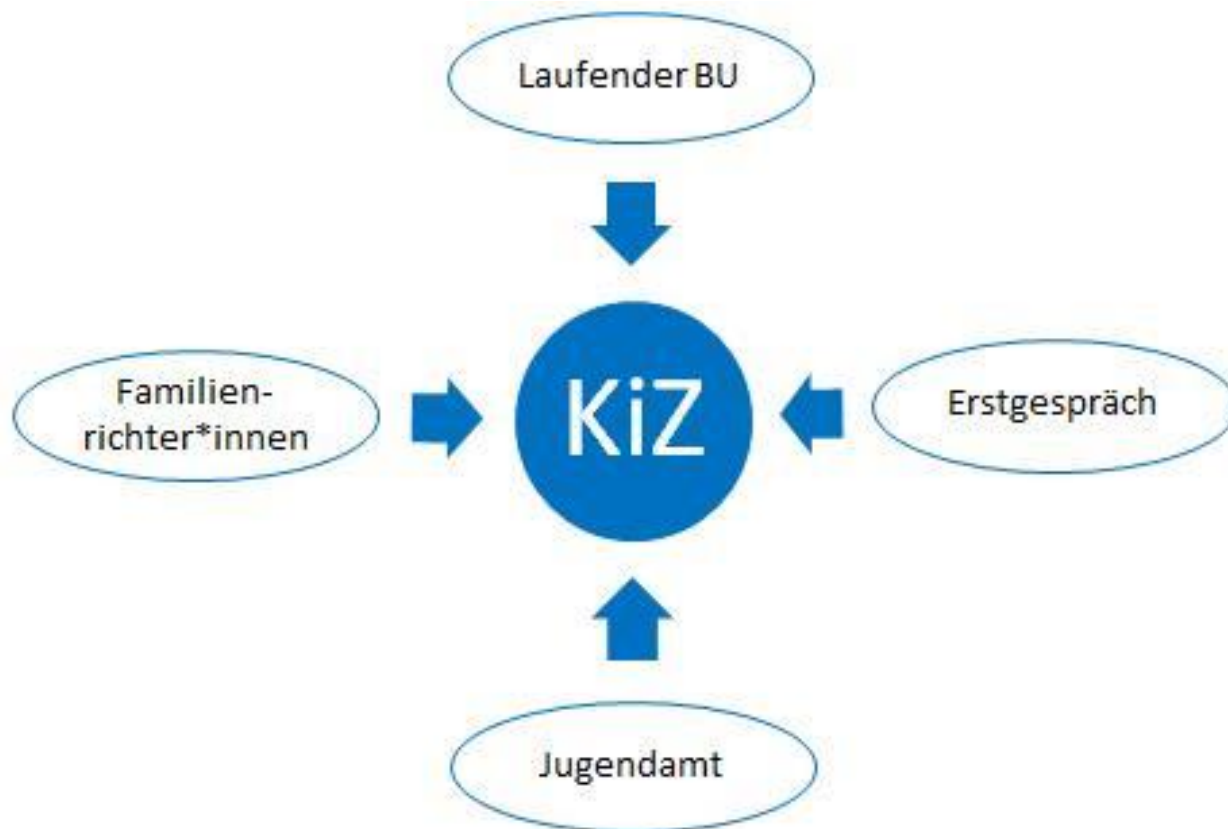 Laufender BU
Familien-
richter*innen
KiZ
Erstgespräch
Jugendamt